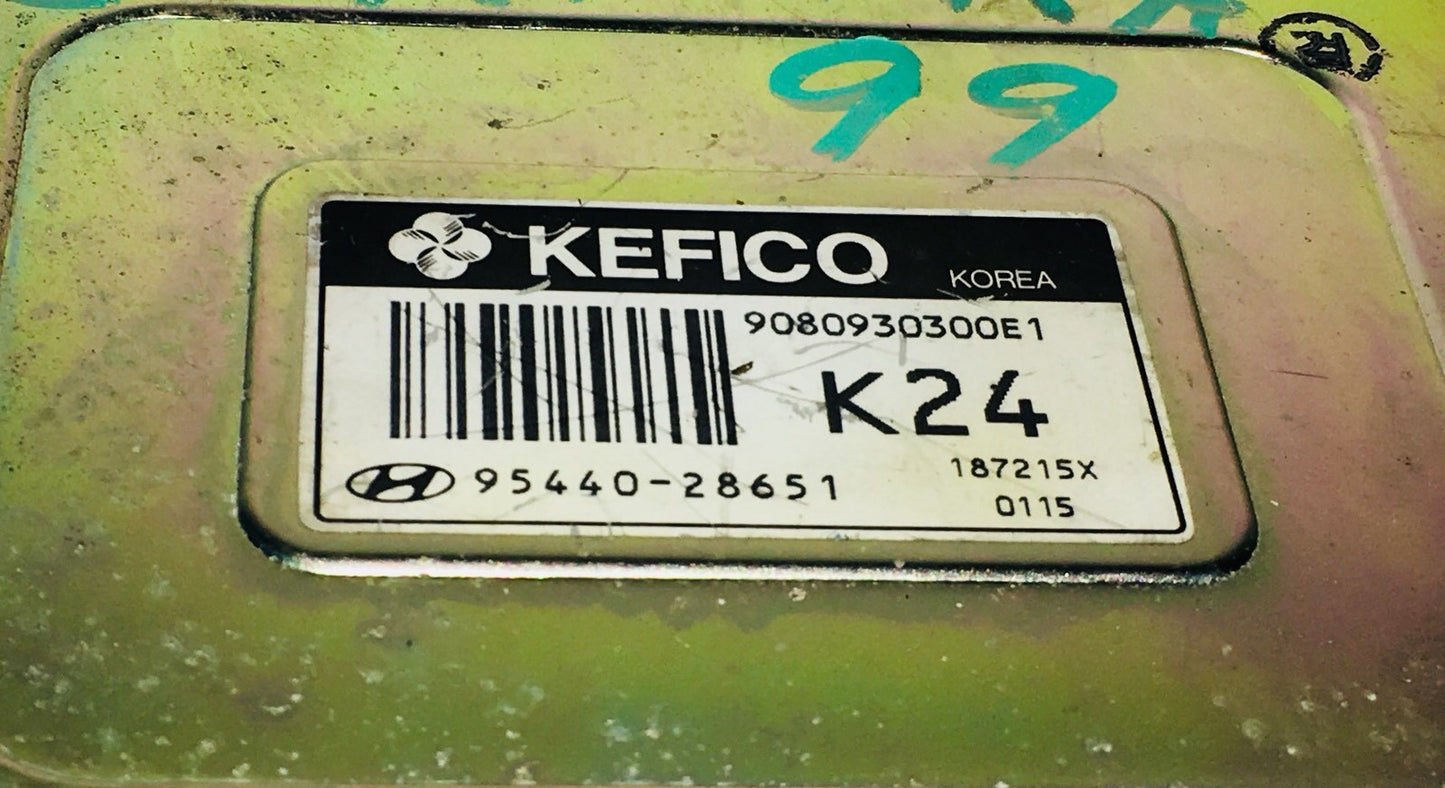 99
KEFICO
KOREA
9080930300E1
K24
95440-28651
187215X
0115